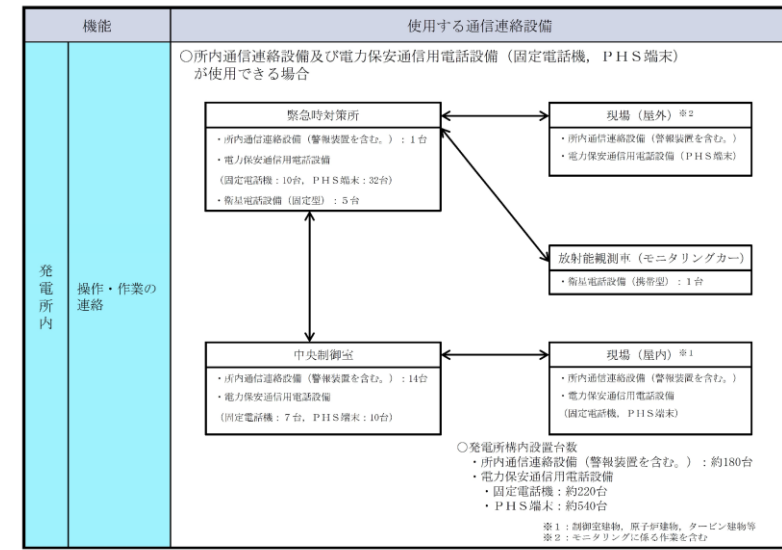 機能
使用する通信連絡設備
発電所内
操作・作業の
連絡
○所内通信連絡設備及び電力保安通信用電話設備（固定電話機，ＰＨＳ端末）
が使用できる場合
緊急時対策所
・所内通信連絡設備（警報装置を含む。）：1台
・電力保安通信用電話設備
（固定電話機：10台，ＰＨＳ端末：32台）
・衛星電話設備（固定型）：５台
現場（屋外）※2
・所内通信連絡設備（警報装置を含む。）
・電力保安通信用電話設備（ＰＨＳ端末）
放射能観測車（モニタリングカー）
・衛星電話設備（携帯型）：１台
中央制御室
・所内通信連絡設備（警報装置を含む。）：14台
・電力保安通信用電話設備
（固定電話機：７台，ＰＨＳ端末：10台）
現場（屋内）※1
・所内通信連絡設備（警報装置を含む。）
・電力保安通信用電話設備
（固定電話機，ＰＨＳ端末）
○発電所構内設置台数
・所内通信連絡設備（警報装置を含む。）：約180台
・電力保安通信用電話設備
・固定電話機：約220台
・ＰＨＳ端末：約540台
※１：制御室建物，原子炉建物，タービン建物等
※２：モニタリングに係る作業を含む